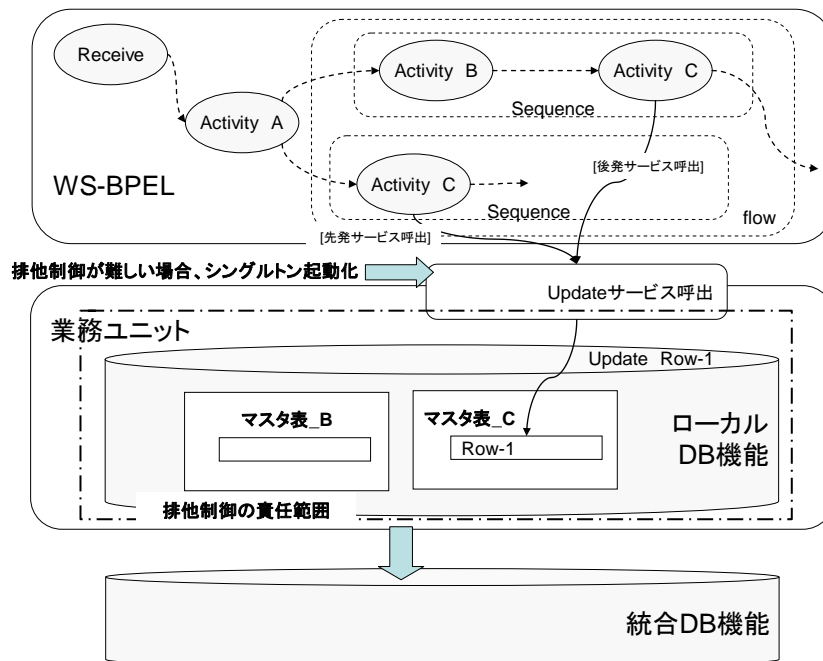 Receive
Activity A
Activity B
Activity C
Sequence
[後発サービス呼出]
Activity C
Sequence
WS-BPEL
flow
[先発サービス呼出]
排他制御が難しい場合、シングルトン起動化
Updateサービス呼出
業務ユニット
Update Row-1
マスタ表_B
マスタ表_C
Row-1
ローカル
DB機能
排他制御の責任範囲
統合DB機能